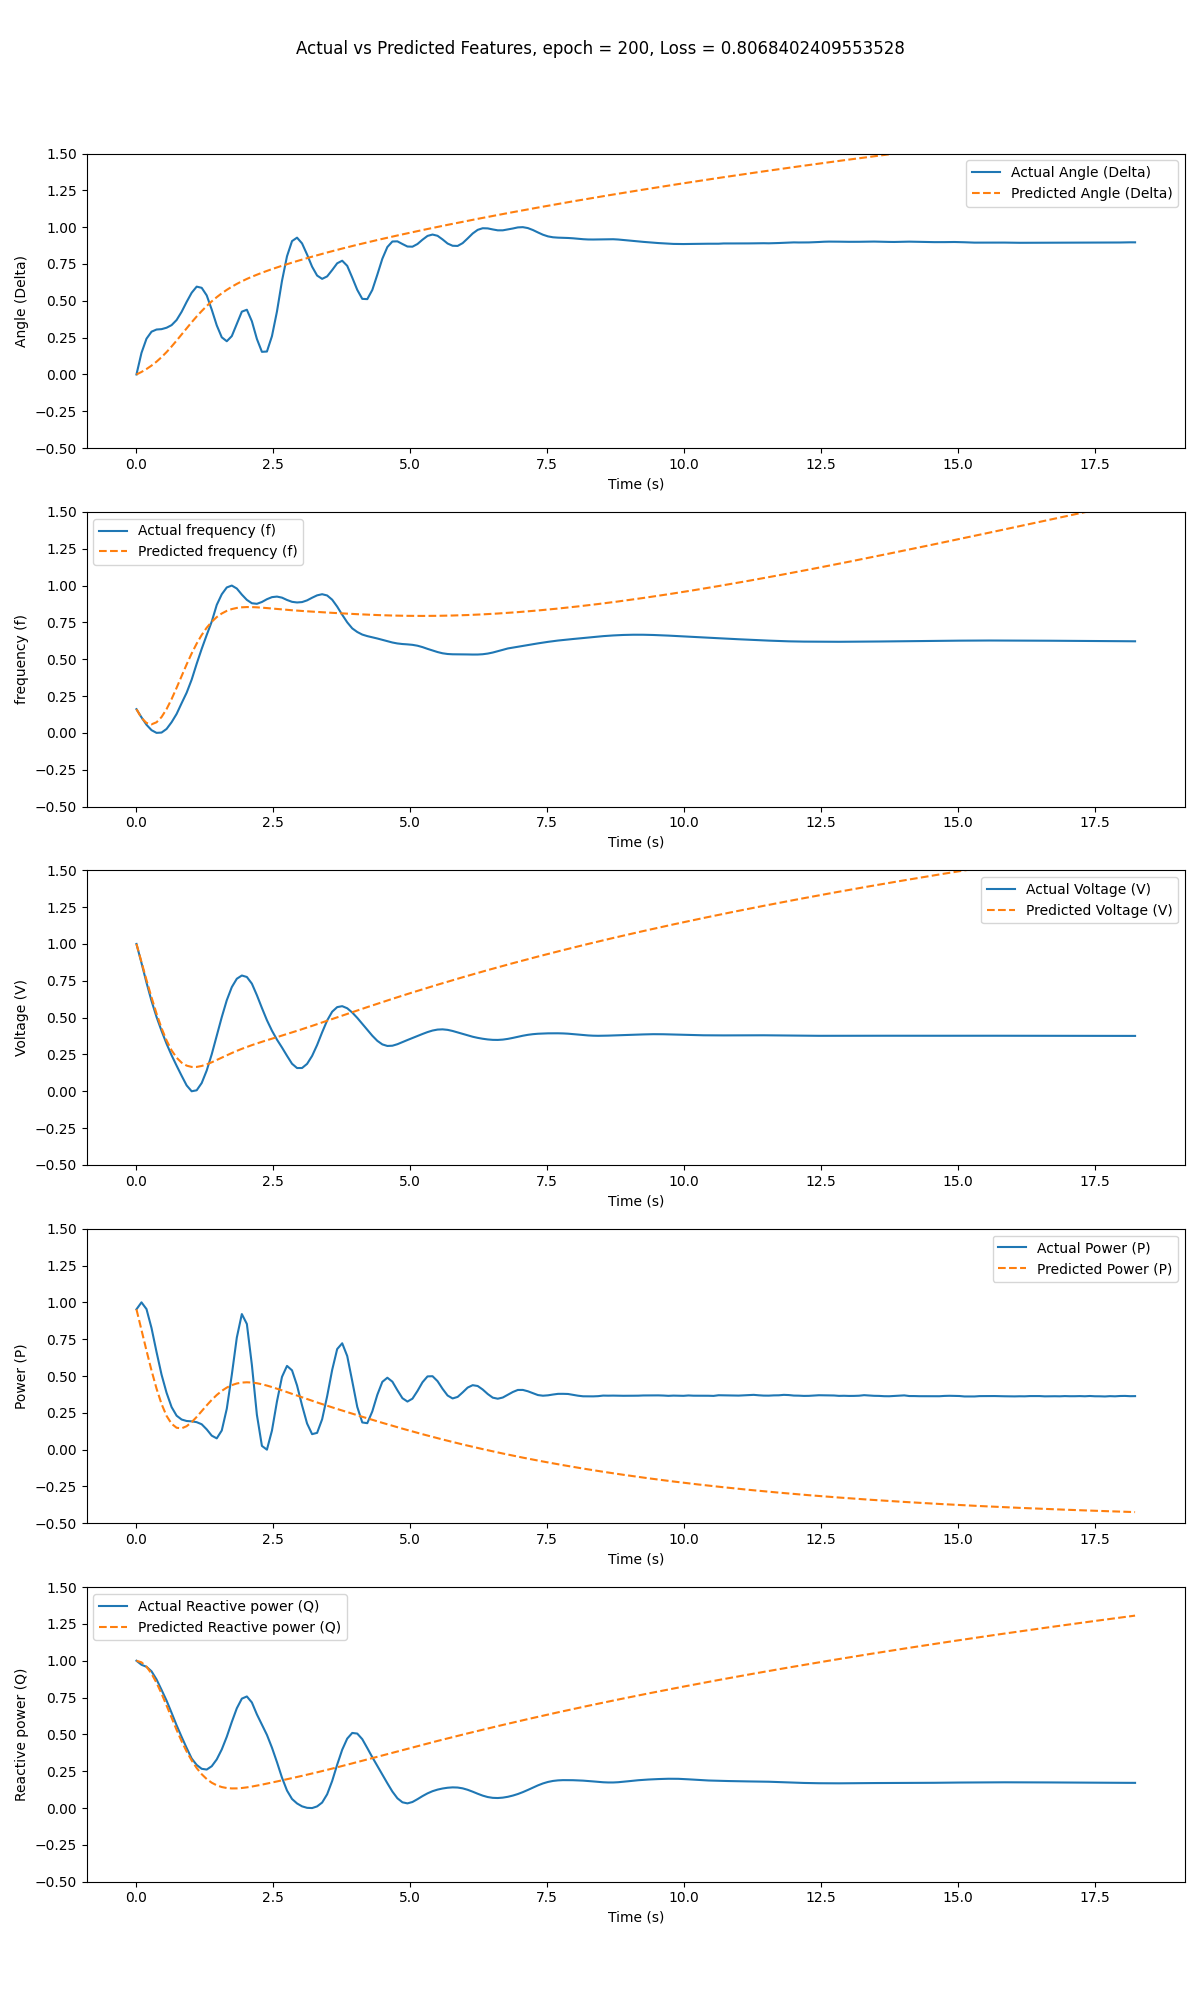 Actual vs Predicted Features, epoch = 200, Loss = 0.8068402409553528
1.50
1.25
1.00
0.75
0.50
0.25
0.00
−0.25
−0.50
Angle (Delta)
Actual Angle (Delta)
Predicted Angle (Delta)
0.0 2.5 5.0 7.5 10.0 12.5 15.0 17.5
Time (s)
1.50
1.25
1.00
0.75
0.50
0.25
0.00
−0.25
−0.50
frequency (f)
Actual frequency (f)
Predicted frequency (f)
0.0 2.5 5.0 7.5 10.0 12.5 15.0 17.5
Time (s)
1.50
1.25
1.00
0.75
0.50
0.25
0.00
−0.25
−0.50
Voltage (V)
Actual Voltage (V)
Predicted Voltage (V)
0.0 2.5 5.0 7.5 10.0 12.5 15.0 17.5
Time (s)
1.50
1.25
1.00
0.75
0.50
0.25
0.00
−0.25
−0.50
Power (P)
Actual Power (P)
Predicted Power (P)
0.0 2.5 5.0 7.5 10.0 12.5 15.0 17.5
Time (s)
1.50
1.25
1.00
0.75
0.50
0.25
0.00
−0.25
−0.50
Reactive power (Q)
Actual Reactive power (Q)
Predicted Reactive power (Q)
0.0 2.5 5.0 7.5 10.0 12.5 15.0 17.5
Time (s)